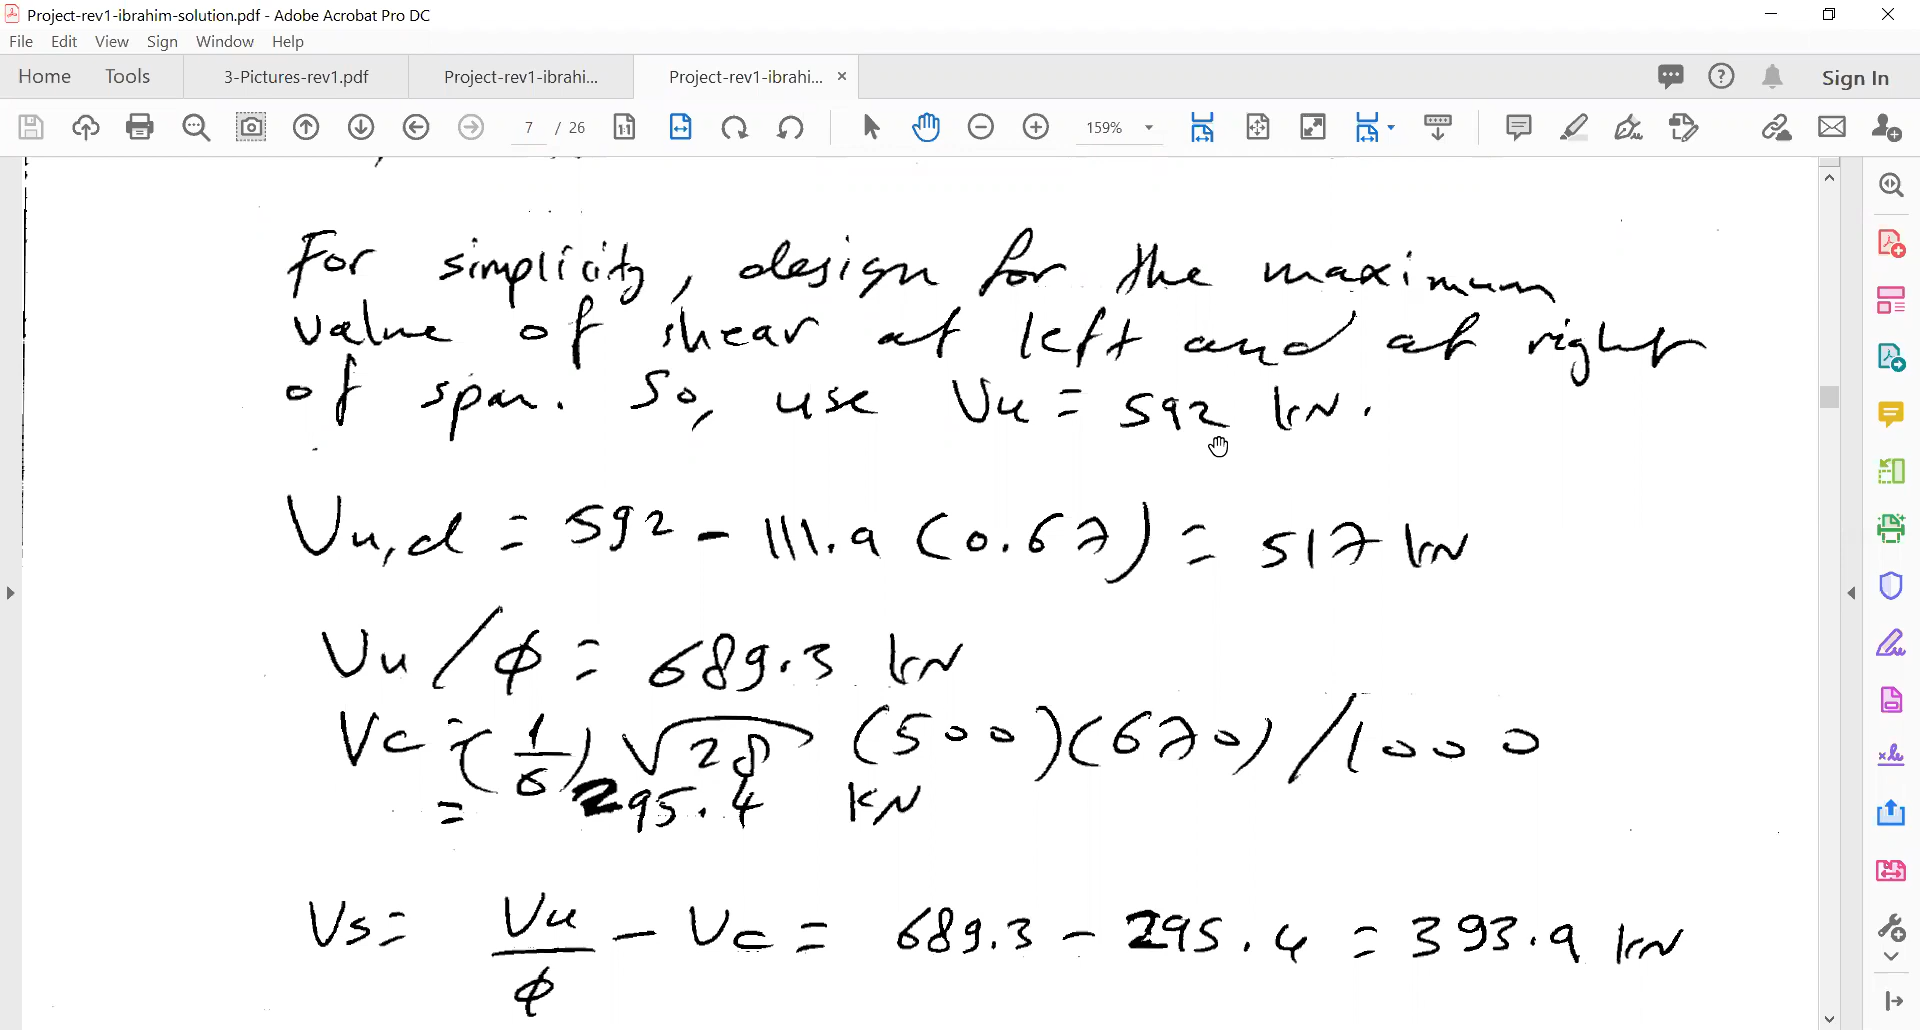 Project-rev1-ibrahim-solution.pdf - Adobe Acrobat Pro DC
File Edit View Sign Window Help
Home Tools 3-Pictures-rev1.pdf Project-rev1-ibrahi... Project-rev1-ibrahi... × Sign In
7 / 26 159%
For simplicity, design for the maximum
value of shear at left and at right
of span. So, use Vu = 592 kN.
Vu,d = 592 - 111.9 (0.67) = 517 kN
Vu / ϕ = 689.3 kN
Vc = (1/6) √28 (500)(670) / 1000
= 295.4 KN
Vs = Vu/ϕ - Vc = 689.3 - 295.4 = 393.9 kN